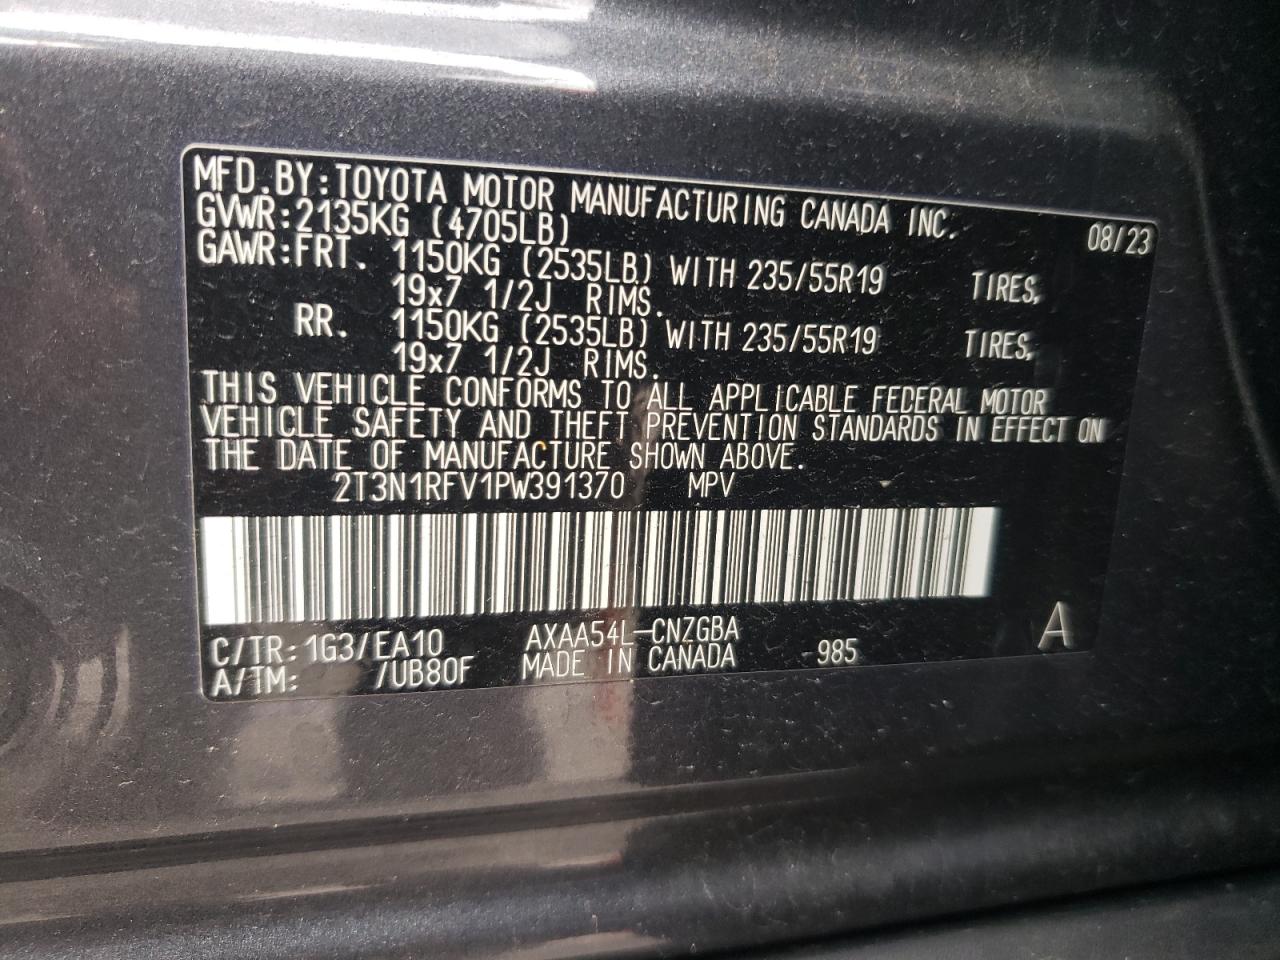 MFD.BY:TOYOTA MOTOR MANUFACTURING CANADA INC. 08/23
GVWR:2135KG (4705LB)
GAWR:FRT. 1150KG (2535LB) WITH 235/55R19 TIRES,
19x7 1/2J RIMS.
RR. 1150KG (2535LB) WITH 235/55R19 TIRES,
19x7 1/2J RIMS.
THIS VEHICLE CONFORMS TO ALL APPLICABLE FEDERAL MOTOR
VEHICLE SAFETY AND THEFT PREVENTION STANDARDS IN EFFECT ON
THE DATE OF MANUFACTURE SHOWN ABOVE.
2T3N1RFV1PW391370 MPV
C/TR:1G3/EA10 AXAA54L-CNZGBA 985 A
A/TM: /UB80F MADE IN CANADA